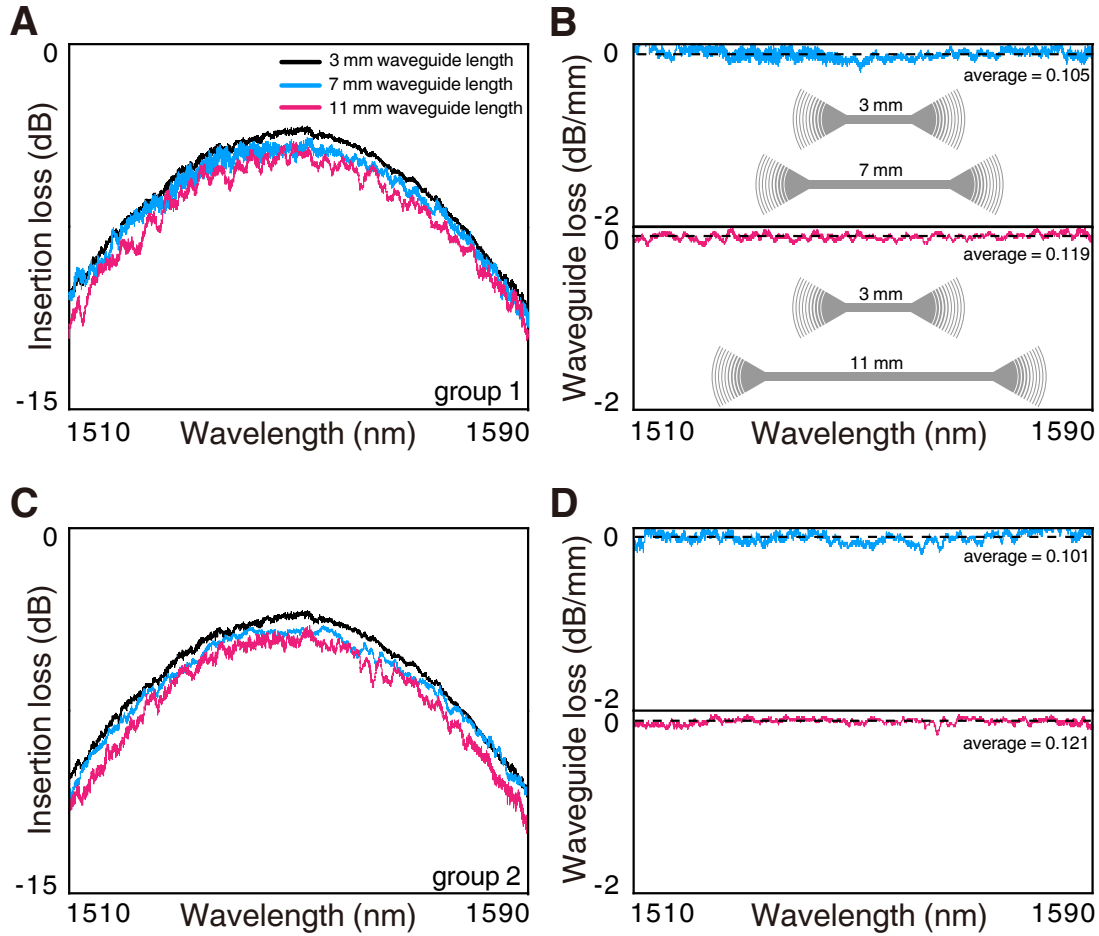 A
0
3 mm waveguide length
7 mm waveguide length
11 mm waveguide length
Insertion loss (dB)
group 1
-15
1510
Wavelength (nm)
1590
B
0
average = 0.105
3 mm
7 mm
Waveguide loss (dB/mm)
-2
0
average = 0.119
3 mm
11 mm
-2
1510
Wavelength (nm)
1590
C
0
Insertion loss (dB)
group 2
-15
1510
Wavelength (nm)
1590
D
0
average = 0.101
Waveguide loss (dB/mm)
-2
0
average = 0.121
-2
1510
Wavelength (nm)
1590